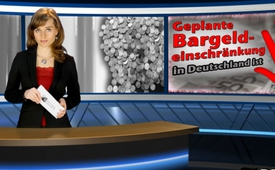 Geplante
Bargeld-
einschränkung
in Deutschland ist